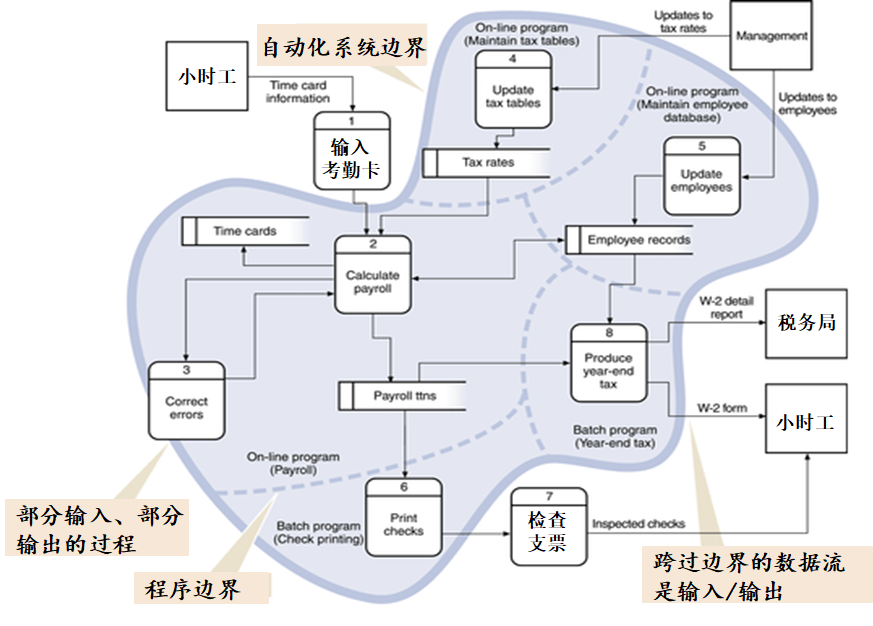 自动化系统边界
On-line program
(Maintain tax tables)
Updates to
tax rates
Management
小时工
Time card
information
4
Update
tax tables
On-line program
(Maintain employee
database)
Updates to
employees
1
输入
考勤卡
Tax rates
5
Update
employees
Time cards
2
Calculate
payroll
Employee records
W-2 detail
report
税务局
8
Produce
year-end
tax
3
Correct
errors
Payroll ttns
W-2 form
小时工
Batch program
(Year-end tax)
On-line program
(Payroll)
部分输入、部分
输出的过程
6
Print
checks
7
检查
支票
Batch program
(Check printing)
Inspected checks
程序边界
跨过边界的数据流
是输入/输出